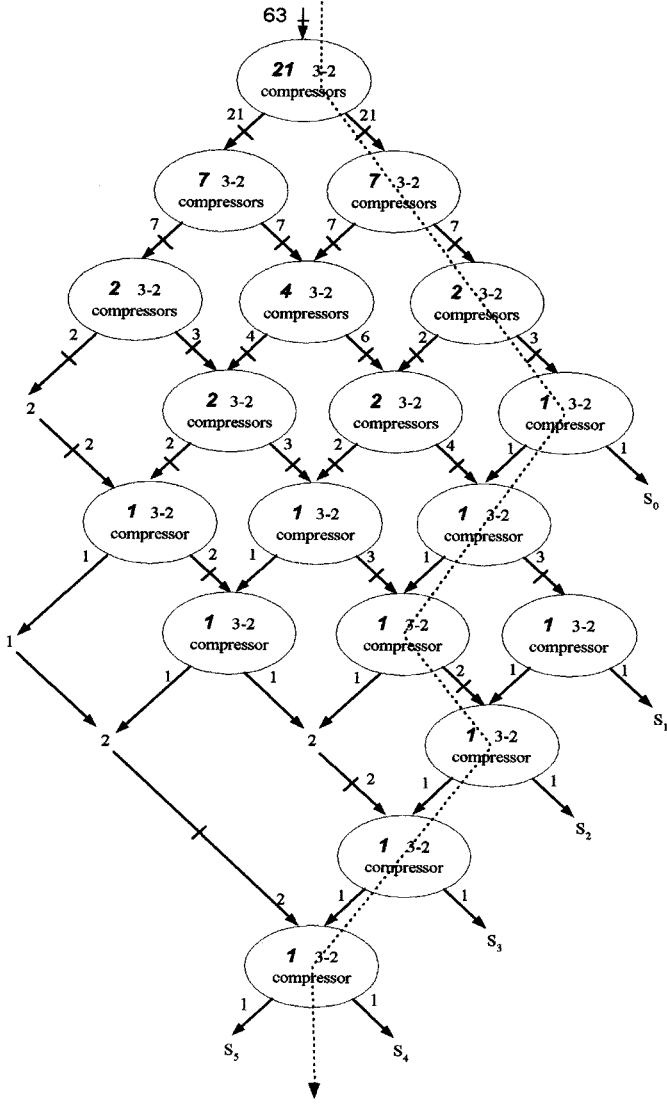 63
21 3-2
compressors
21 21
7 3-2 7 3-2
compressors compressors
7 7 7 7
2 3-2 4 3-2 2 3-2
compressors compressors compressors
2 3 4 6 2 3
2 2 3-2 2 3-2 1 3-2
compressors compressors compressor
2 2 3 2 4 1 1
S0
1 3-2 1 3-2 1 3-2
compressor compressor compressor
1 2 1 3 1 3
1 1 3-2 1 3-2 1 3-2
compressor compressor compressor
1 1 1 2 1 1
S1
2 2 1 3-2
compressor
2 1 1
S2
1 3-2
compressor
2 1 1
S3
1 3-2
compressor
1 1
S5 S4